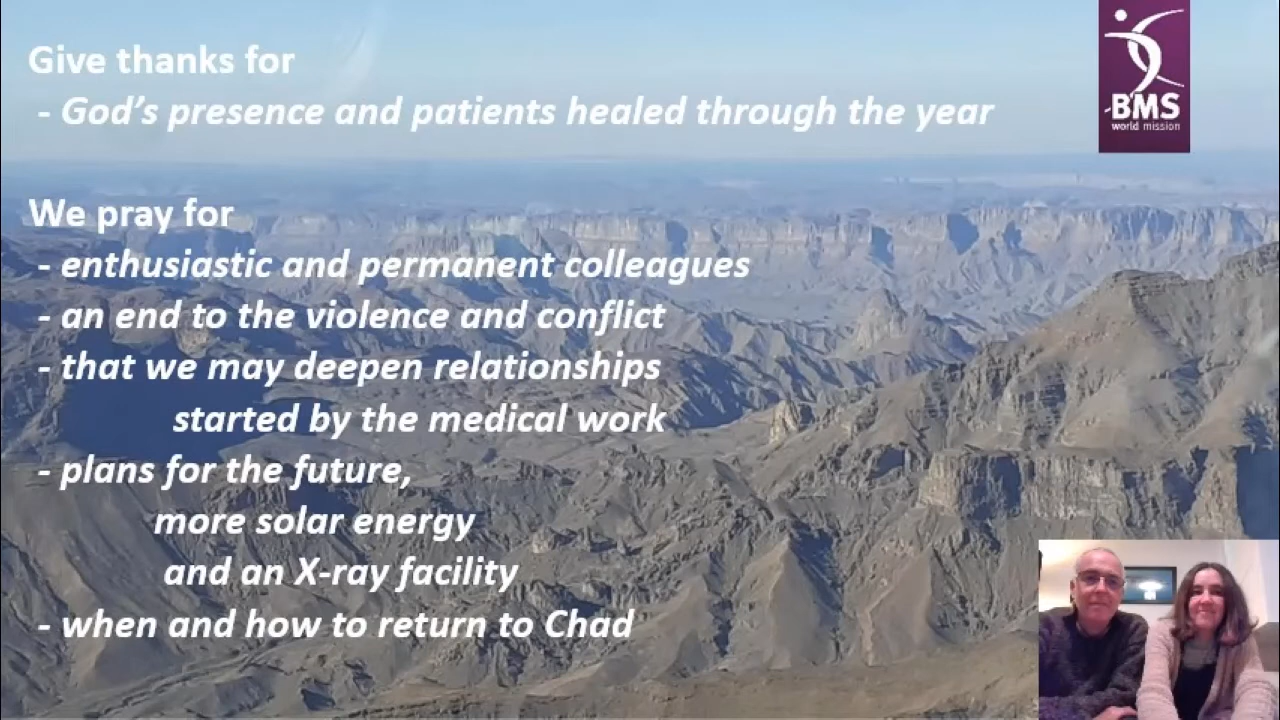 Give thanks for
- God's presence and patients healed through the year
BMS
world mission
We pray for
- enthusiastic and permanent colleagues
- an end to the violence and conflict
- that we may deepen relationships
started by the medical work
- plans for the future,
more solar energy
and an X-ray facility
- when and how to return to Chad